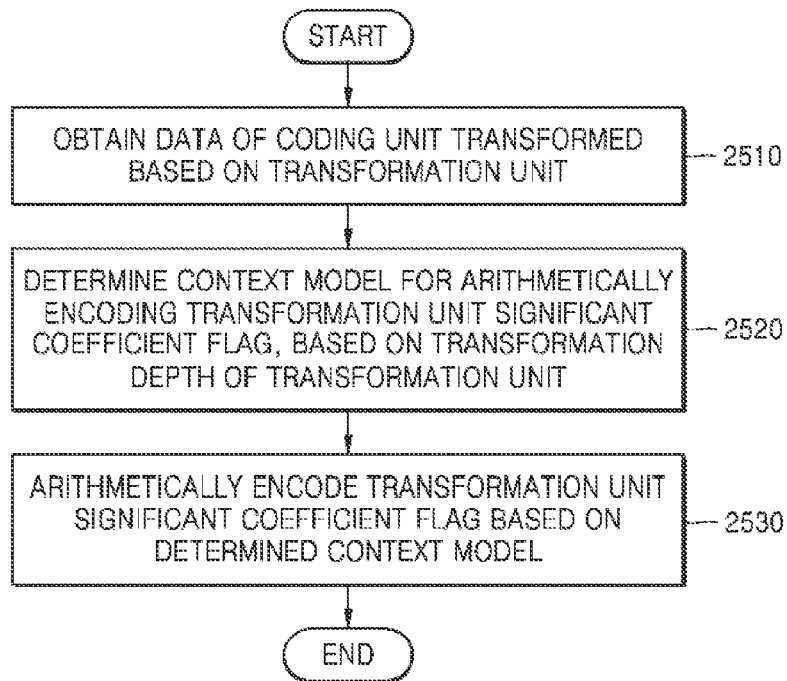 START
OBTAIN DATA OF CODING UNIT TRANSFORMED
BASED ON TRANSFORMATION UNIT
2510
DETERMINE CONTEXT MODEL FOR ARITHMETICALLY
ENCODING TRANSFORMATION UNIT SIGNIFICANT
COEFFICIENT FLAG, BASED ON TRANSFORMATION
DEPTH OF TRANSFORMATION UNIT
2520
ARITHMETICALLY ENCODE TRANSFORMATION UNIT
SIGNIFICANT COEFFICIENT FLAG BASED ON
DETERMINED CONTEXT MODEL
2530
END